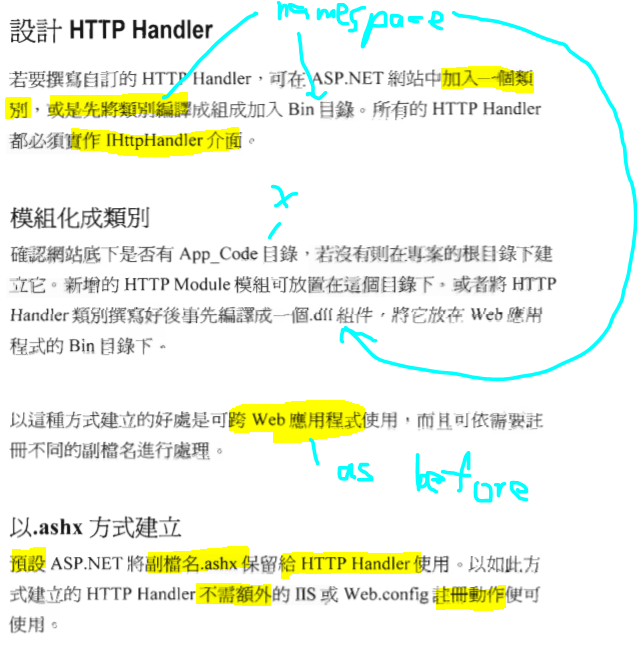 namespace
設計 HTTP Handler
若要撰寫自訂的 HTTP Handler，可在 ASP.NET 網站中加入一個類
別，或是先將類別編譯成組成加入 Bin 目錄。所有的 HTTP Handler
都必須實作 IHttpHandler 介面。
x
模組化成類別
確認網站底下是否有 App_Code 目錄，若沒有則在專案的根目錄下建
立它。新增的 HTTP Module 模組可放置在這個目錄下。或者將 HTTP
Handler 類別撰寫好後事先編譯成一個.dll 組件，將它放在 Web 應用
程式的 Bin 目錄下。
以這種方式建立的好處是可跨 Web 應用程式使用，而且可依需要註
冊不同的副檔名進行處理。
as before
以.ashx 方式建立
預設 ASP.NET 將副檔名.ashx 保留給 HTTP Handler 使用。以如此方
式建立的 HTTP Handler 不需額外的 IIS 或 Web.config 註冊動作便可
使用。